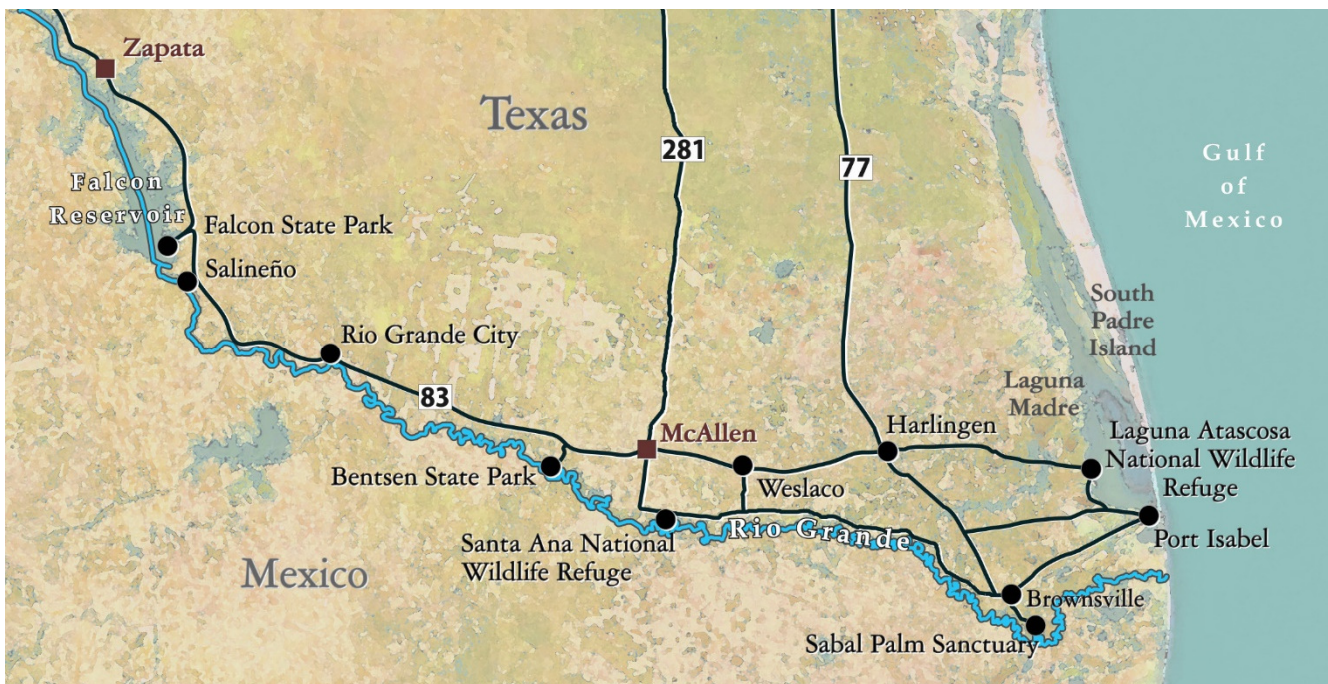 Zapata
Texas
281
77
Gulf
of
Mexico
Falcon
Reservoir
Falcon State Park
Salineño
South
Padre
Island
Rio Grande City
Laguna
Madre
83
McAllen
Harlingen
Laguna Atascosa
National Wildlife
Refuge
Bentsen State Park
Weslaco
Rio Grande
Port Isabel
Santa Ana National
Wildlife Refuge
Mexico
Brownsville
Sabal Palm Sanctuary